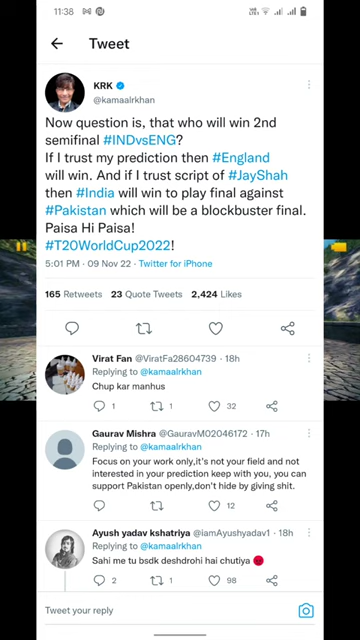 11:38
Tweet
KRK
@kamaalrkhan
Now question is, that who will win 2nd
semifinal #INDvsENG?
If I trust my prediction then #England
will win. And if I trust script of #JayShah
then #India will win to play final against
#Pakistan which will be a blockbuster final.
Paisa Hi Paisa!
#T20WorldCup2022!
5:01 PM · 09 Nov 22 · Twitter for iPhone
165 Retweets 23 Quote Tweets 2,424 Likes
Virat Fan @ViratFa28604739 · 18h
Replying to @kamaalrkhan
Chup kar manhus
1 1 32
Gaurav Mishra @GauravM02046172 · 17h
Replying to @kamaalrkhan
Focus on your work only,it's not your field and not
interested in your prediction keep with you, you can
support Pakistan openly,don't hide by giving shit.
12
Ayush yadav kshatriya @iamAyushyadav1 · 18h
Replying to @kamaalrkhan
Sahi me tu bsdk deshdrohi hai chutiya 😡
2 1 98
Tweet your reply